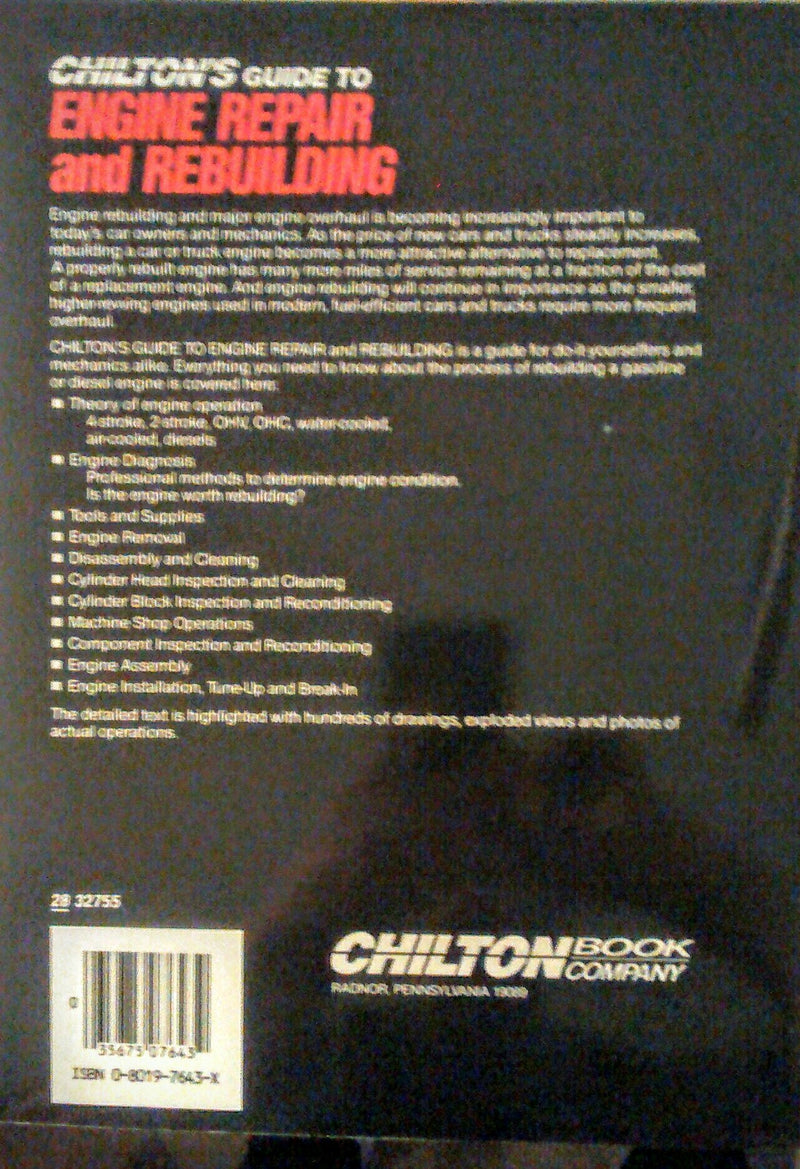 CHILTON'S GUIDE TO
ENGINE REPAIR
and REBUILDING
Engine rebuilding and major engine overhaul is becoming increasingly important to
today's car owners and mechanics. As the price of new cars and trucks steadily increases,
rebuilding a car or truck engine becomes a more attractive alternative to replacement.
A properly rebuilt engine has many more miles of service remaining at a fraction of the cost
of a replacement engine. And engine rebuilding will continue in importance as the smaller,
higher-revving engines used in modern, fuel-efficient cars and trucks require more frequent
overhaul.
CHILTON'S GUIDE TO ENGINE REPAIR and REBUILDING is a guide for do-it-yourselfers and
mechanics alike. Everything you need to know about the process of rebuilding a gasoline
or diesel engine is covered here:
■ Theory of engine operation
4-stroke, 2-stroke, OHV, OHC, water-cooled,
air-cooled, diesels
■ Engine Diagnosis
Professional methods to determine engine condition.
Is the engine worth rebuilding?
■ Tools and Supplies
■ Engine Removal
■ Disassembly and Cleaning
■ Cylinder Head Inspection and Cleaning
■ Cylinder Block Inspection and Reconditioning
■ Machine Shop Operations
■ Component Inspection and Reconditioning
■ Engine Assembly
■ Engine Installation, Tune-Up and Break-In
The detailed text is highlighted with hundreds of drawings, exploded views and photos of
actual operations.
28 32755
0
35675 07643
ISBN 0-8019-7643-X
CHILTON BOOK
COMPANY
RADNOR, PENNSYLVANIA 19089